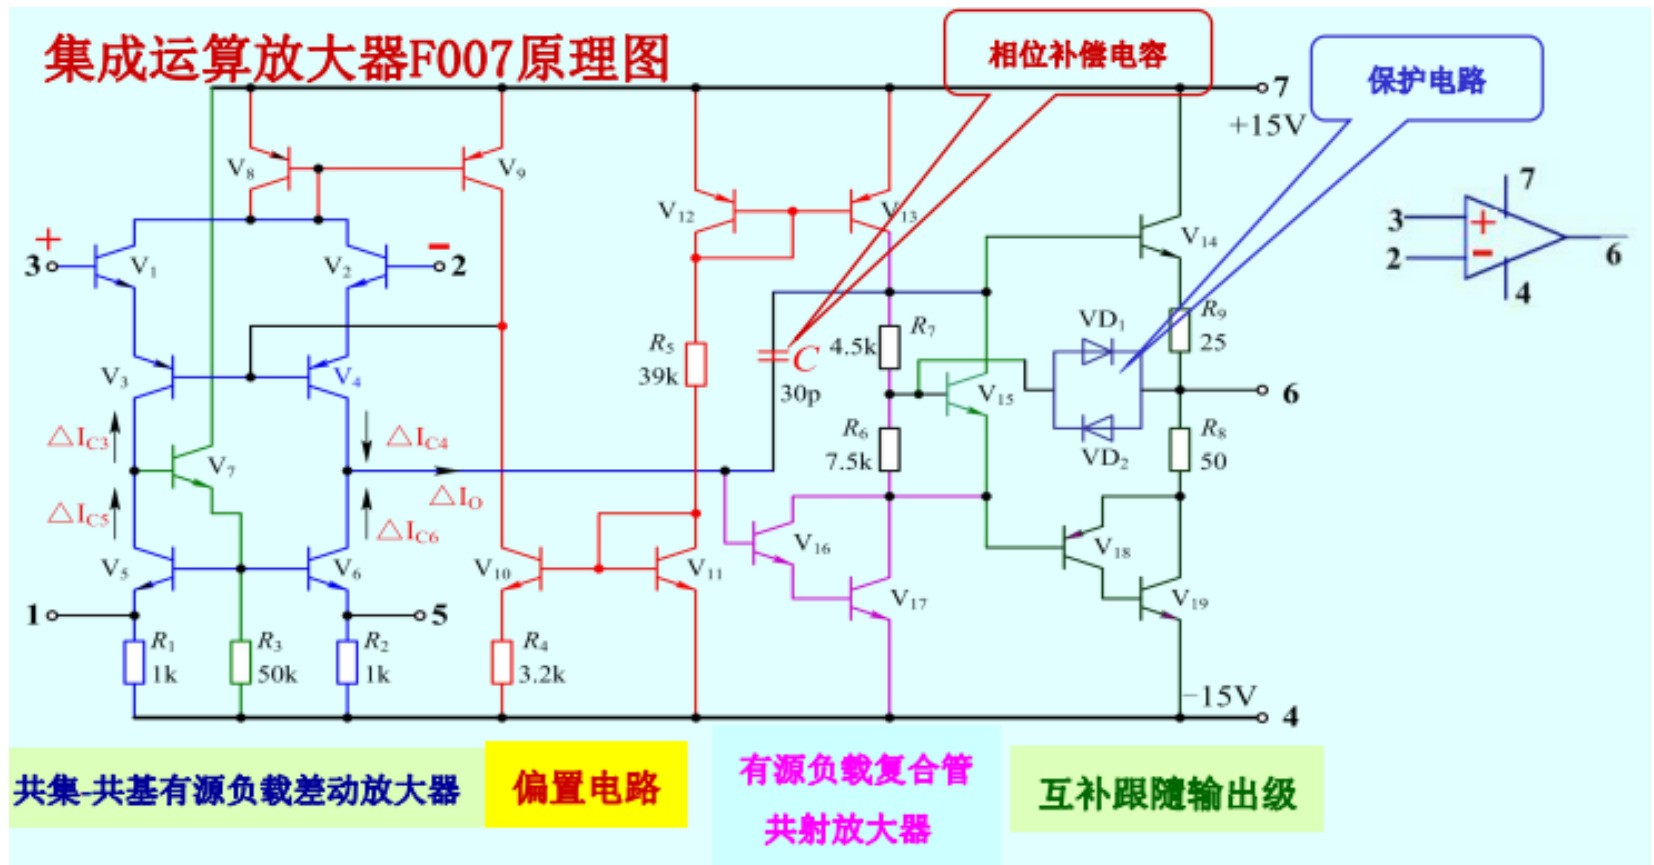 集成运算放大器F007原理图
相位补偿电容
保护电路
7
+15V
V8
V9
V12
V13
V14
7
3
+
-
2
6
4
+
3
V1
V2
-
2
R9
25
VD1
R7
4.5k
R5
39k
C
30p
V3
V4
V15
6
△IC3
△IC4
R6
7.5k
VD2
R8
50
V7
△IO
△IC5
△IC6
V5
V6
V10
V11
V16
V18
V17
V19
1
5
R1
1k
R3
50k
R2
1k
R4
3.2k
-15V
4
共集-共基有源负载差动放大器
偏置电路
有源负载复合管
共射放大器
互补跟隨输出级